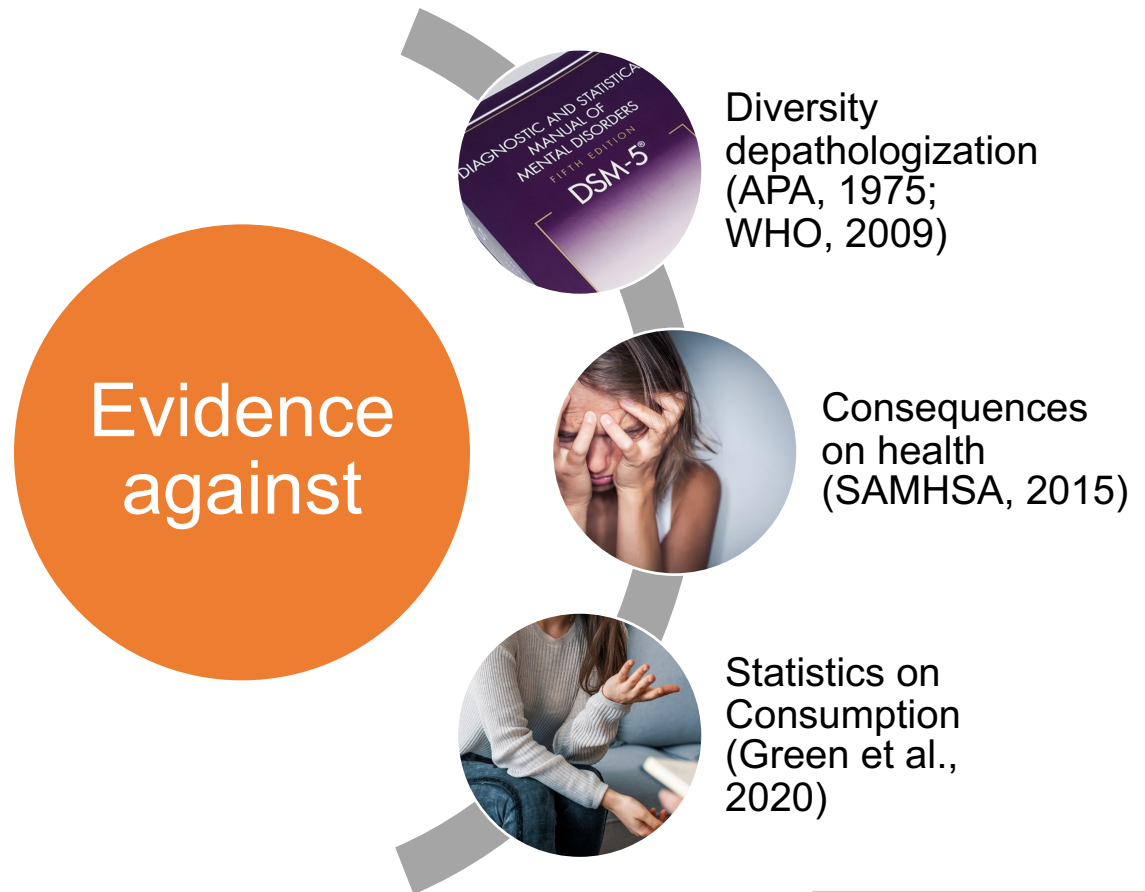 DIAGNOSTIC AND STATISTICAL
MANUAL OF
MENTAL DISORDERS
FIFTH EDITION
DSM-5®
Diversity
depathologization
(APA, 1975;
WHO, 2009)
Evidence
against
Consequences
on health
(SAMHSA, 2015)
Statistics on
Consumption
(Green et al.,
2020)